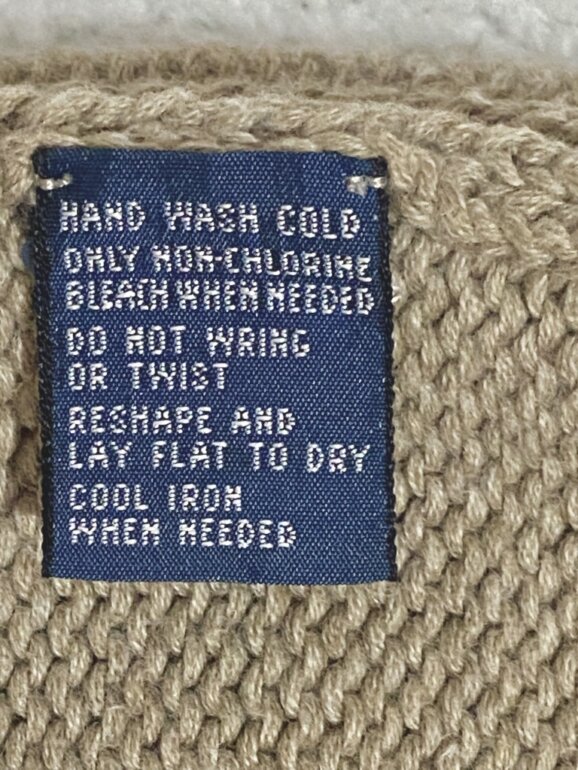 HAND WASH COLD
ONLY NON-CHLORINE
BLEACH WHEN NEEDED
DO NOT WRING
OR TWIST
RESHAPE AND
LAY FLAT TO DRY
COOL IRON
WHEN NEEDED